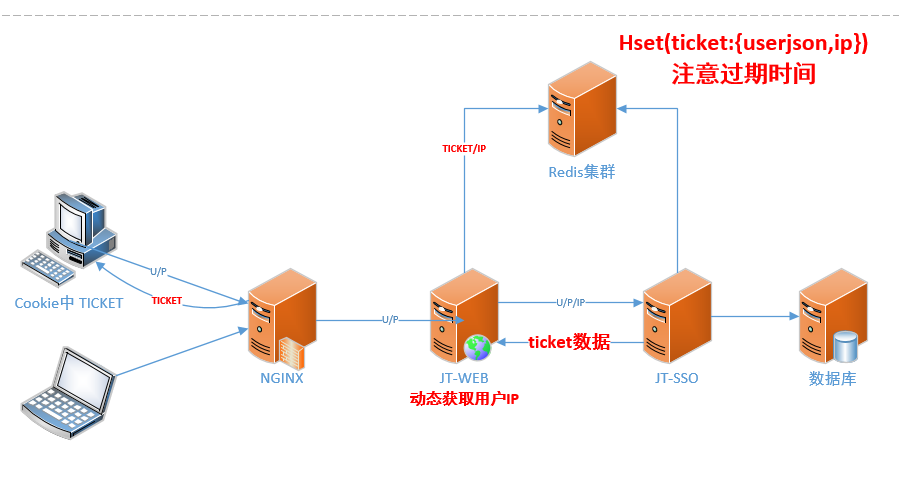 Hset(ticket:{userjson,ip})
注意过期时间
TICKET/IP
Redis集群
U/P
TICKET
Cookie中 TICKET
U/P
U/P/IP
ticket数据
NGINX
JT-WEB
JT-SSO
数据库
动态获取用户IP